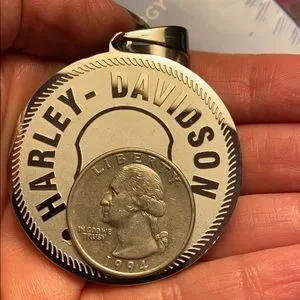 HARLEY-DAVIDSON
LIBERTY
IN GOD WE
TRUST
1994